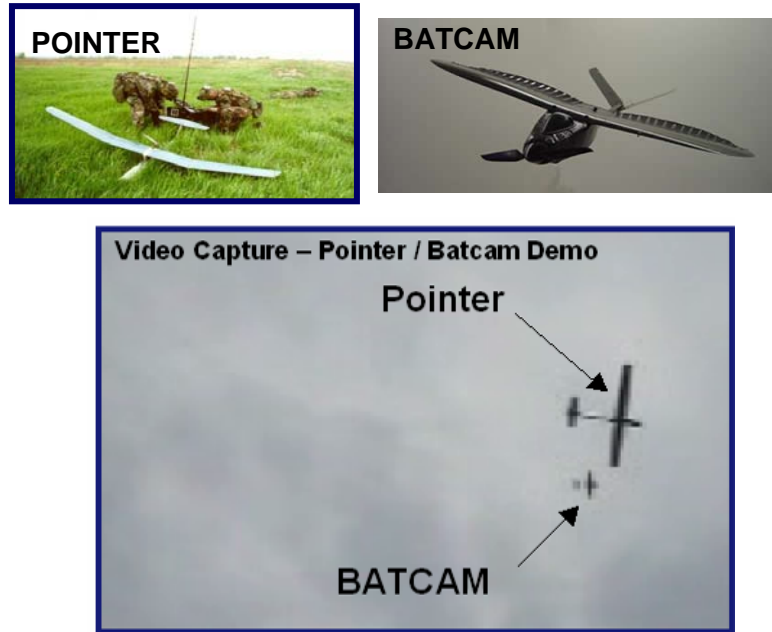 POINTER
BATCAM
Video Capture – Pointer / Batcam Demo
Pointer
BATCAM